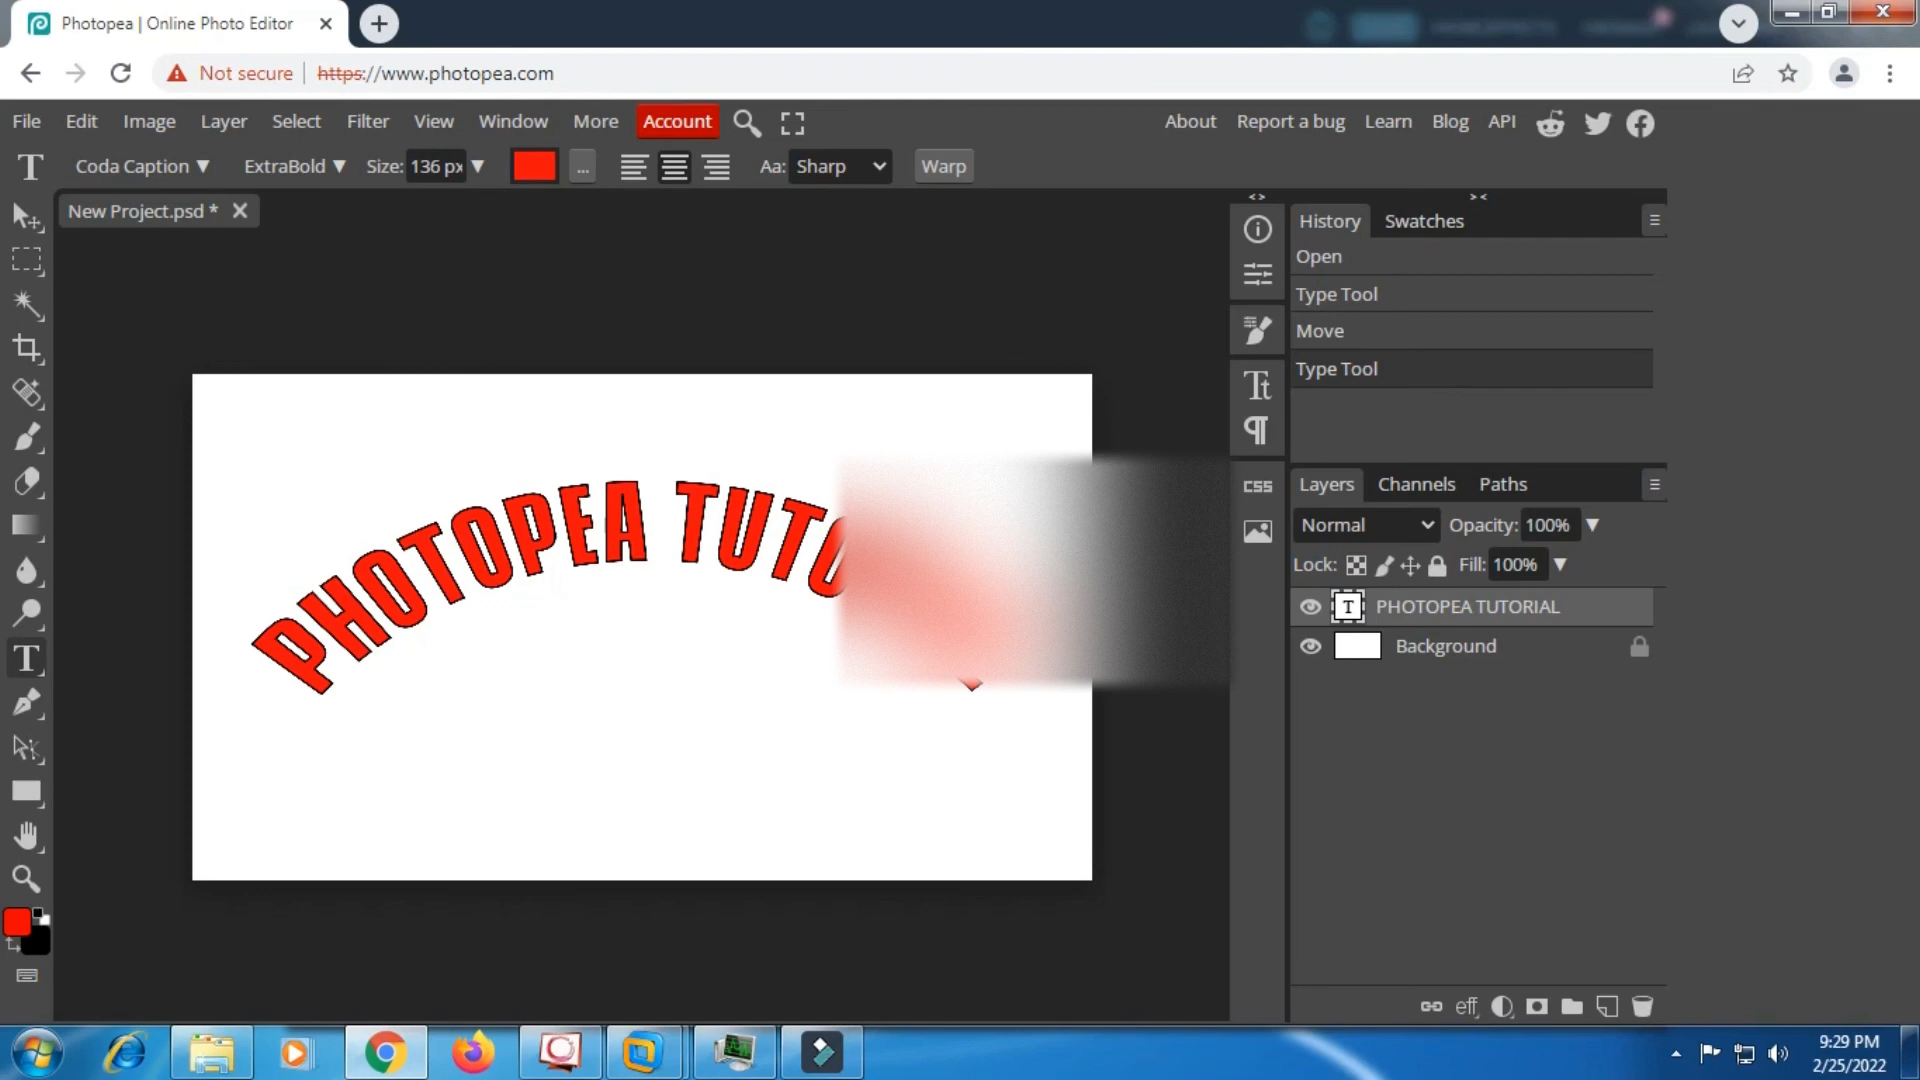 Photopea | Online Photo Editor
Not secure https://www.photopea.com
File Edit Image Layer Select Filter View Window More Account About Report a bug Learn Blog API
T Coda Caption ExtraBold Size: 136 px ... Aa: Sharp Warp
New Project.psd *
History Swatches
Open
Type Tool
Move
Type Tool
CSS
Layers Channels Paths
Normal Opacity: 100%
Lock: Fill: 100%
T PHOTOPEA TUTORIAL
Background
PHOTOPEA TUTO
eff
9:29 PM
2/25/2022